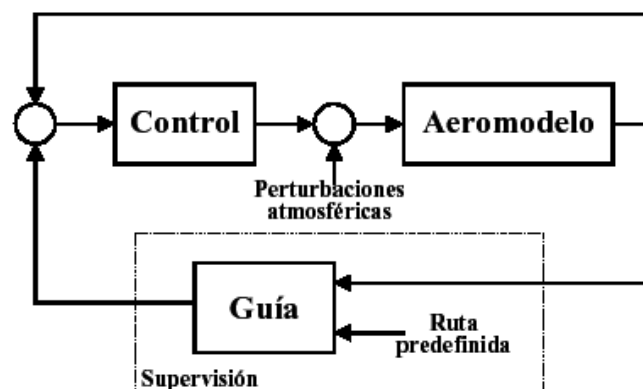 Control
Aeromodelo
Perturbaciones
atmosféricas
Guía
Ruta
predefinida
Supervisión